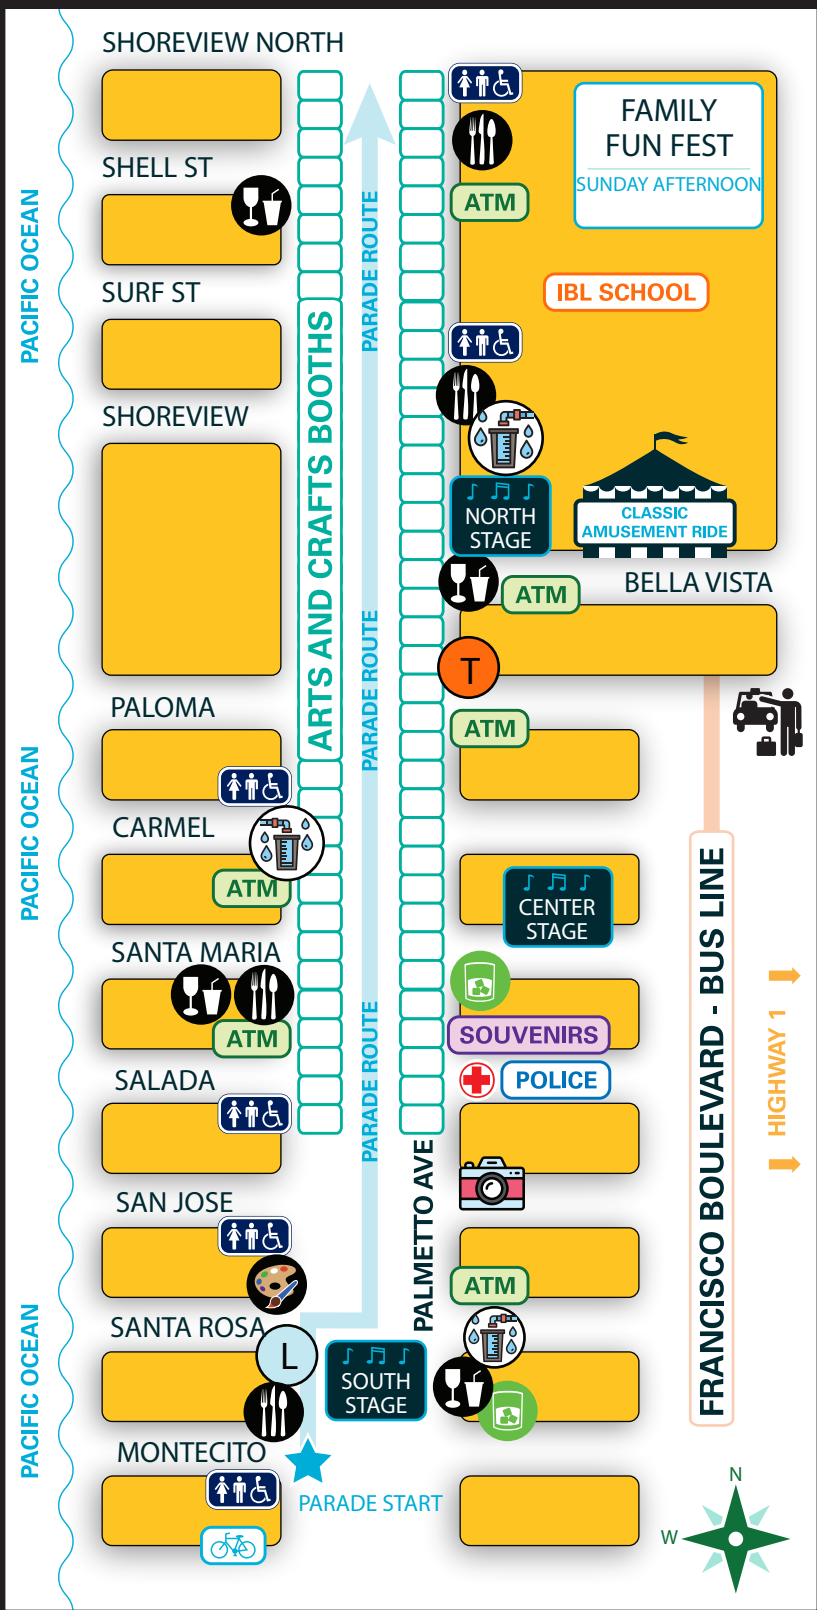 SHOREVIEW NORTH
FAMILY
FUN FEST
SUNDAY AFTERNOON
SHELL ST
ATM
PACIFIC OCEAN
PARADE ROUTE
IBL SCHOOL
SURF ST
ARTS AND CRAFTS BOOTHS
SHOREVIEW
NORTH
STAGE
CLASSIC
AMUSEMENT RIDE
BELLA VISTA
ATM
PARADE ROUTE
T
PALOMA
ATM
PACIFIC OCEAN
CARMEL
ATM
CENTER
STAGE
FRANCISCO BOULEVARD - BUS LINE
SANTA MARIA
ATM
SOUVENIRS
HIGHWAY 1
PARADE ROUTE
SALADA
POLICE
PALMETTO AVE
SAN JOSE
ATM
PACIFIC OCEAN
SANTA ROSA
L
SOUTH
STAGE
MONTECITO
PARADE START
N
W